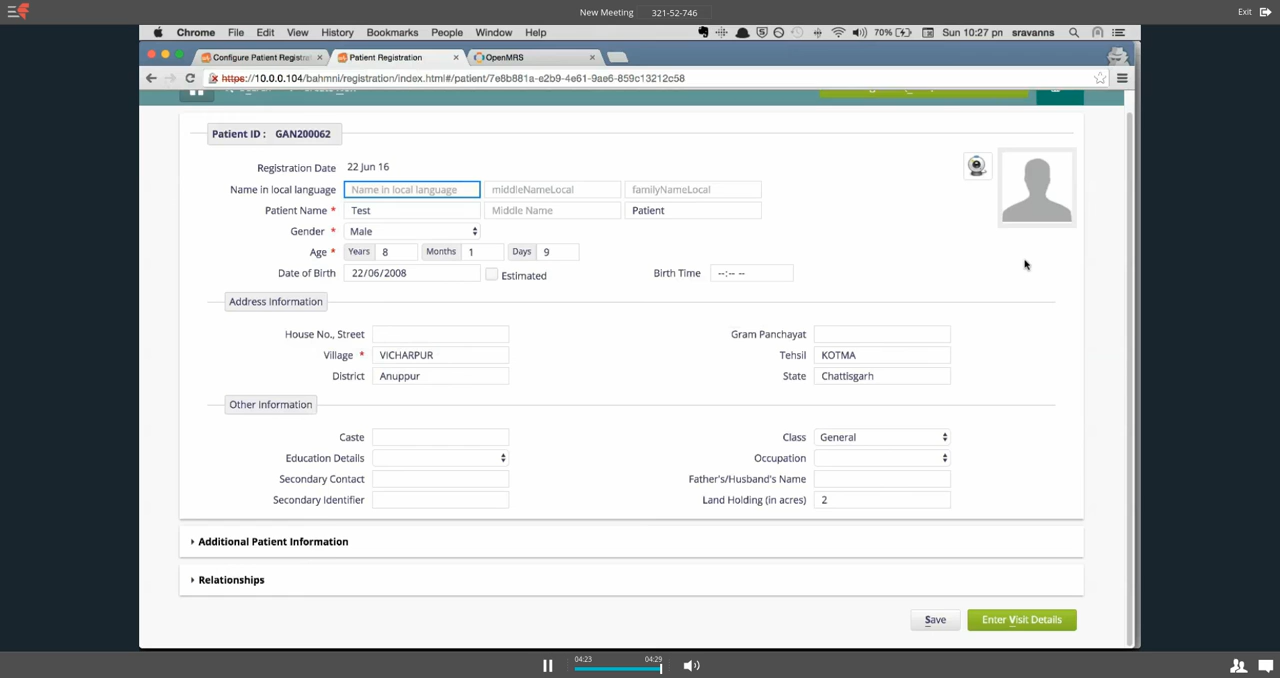 New Meeting 321-52-746 Exit
Chrome File Edit View History Bookmarks People Window Help 70% Sun 10:27 pm sravanns
Configure Patient Registra Patient Registration OpenMRS
https://10.0.0.104/bahmni/registration/index.html#/patient/7e8b881a-e2b9-4e61-9ae6-859c13212c58
Patient ID : GAN200062
Registration Date 22 Jun 16
Name in local language Name in local language middleNameLocal familyNameLocal
Patient Name * Test Middle Name Patient
Gender * Male
Age * Years 8 Months 1 Days 9
Date of Birth 22/06/2008 Estimated Birth Time --:-- --
Address Information
House No., Street Gram Panchayat
Village * VICHARPUR Tehsil KOTMA
District Anuppur State Chattisgarh
Other Information
Caste Class General
Education Details Occupation
Secondary Contact Father's/Husband's Name
Secondary Identifier Land Holding (in acres) 2
Additional Patient Information
Relationships
Save Enter Visit Details
04:23 04:29